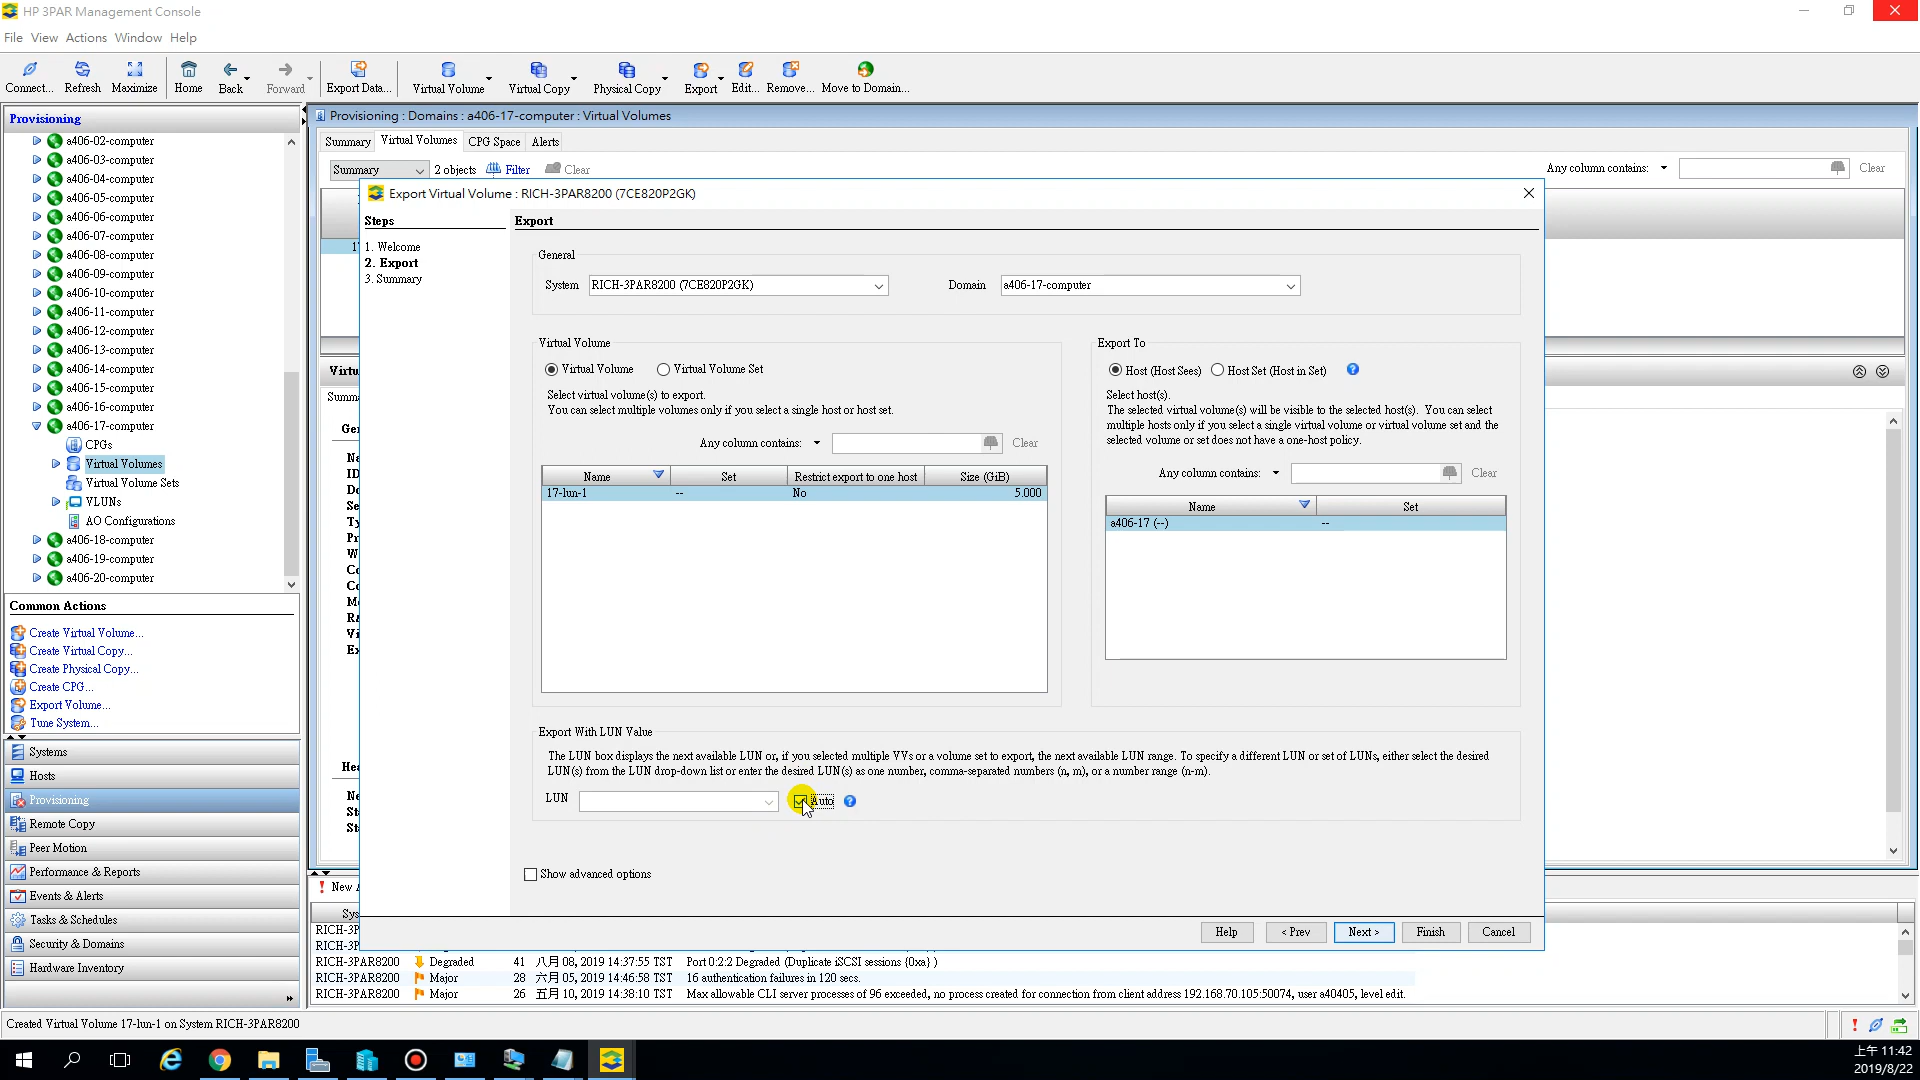 HP 3PAR Management Console
File View Actions Window Help
Connect... Refresh Maximize Home Back Forward Export Data... Virtual Volume Virtual Copy Physical Copy Export Edit... Remove... Move to Domain...
Provisioning
a406-02-computer
a406-03-computer
a406-04-computer
a406-05-computer
a406-06-computer
a406-07-computer
a406-08-computer
a406-09-computer
a406-10-computer
a406-11-computer
a406-12-computer
a406-13-computer
a406-14-computer
a406-15-computer
a406-16-computer
a406-17-computer
CPGs
Virtual Volumes
Virtual Volume Sets
VLUNs
AO Configurations
a406-18-computer
a406-19-computer
a406-20-computer
Common Actions
Create Virtual Volume...
Create Virtual Copy...
Create Physical Copy...
Create CPG...
Export Volume...
Tune System...
Systems
Hosts
Provisioning
Remote Copy
Peer Motion
Performance & Reports
Events & Alerts
Tasks & Schedules
Security & Domains
Hardware Inventory
Provisioning : Domains : a406-17-computer : Virtual Volumes
Summary Virtual Volumes CPG Space Alerts
Summary 2 objects Filter Clear
Any column contains: Clear
Export Virtual Volume : RICH-3PAR8200 (7CE820P2GK)
Steps
1. Welcome
2. Export
3. Summary
Export
General
System RICH-3PAR8200 (7CE820P2GK)
Domain a406-17-computer
Virtual Volume
Virtual Volume Virtual Volume Set
Select virtual volume(s) to export.
You can select multiple volumes only if you select a single host or host set.
Any column contains: Clear
Name Set Restrict export to one host Size (GiB)
17-lun-1 -- No 5.000
Export To
Host (Host Sees) Host Set (Host in Set)
Select host(s).
The selected virtual volume(s) will be visible to the selected host(s). You can select
multiple hosts only if you select a single virtual volume or virtual volume set and the
selected volume or set does not have a one-host policy.
Any column contains: Clear
Name Set
a406-17 (--) --
Export With LUN Value
The LUN box displays the next available LUN or, if you selected multiple VVs or a volume set to export, the next available LUN range. To specify a different LUN or set of LUNs, either select the desired
LUN(s) from the LUN drop-down list or enter the desired LUN(s) as one number, comma-separated numbers (n, m), or a number range (n-m).
LUN Auto
Show advanced options
Help < Prev Next > Finish Cancel
RICH-3PAR8200 Degraded 41 八月 08, 2019 14:37:55 TST Port 0:2:2 Degraded (Duplicate iSCSI sessions {0xa} )
RICH-3PAR8200 Major 28 六月 05, 2019 14:46:58 TST 16 authentication failures in 120 secs.
RICH-3PAR8200 Major 26 五月 10, 2019 14:38:10 TST Max allowable CLI server processes of 96 exceeded, no process created for connection from client address 192.168.70.105:50074, user a40405, level edit.
Created Virtual Volume 17-lun-1 on System RICH-3PAR8200
上午 11:42
2019/8/22